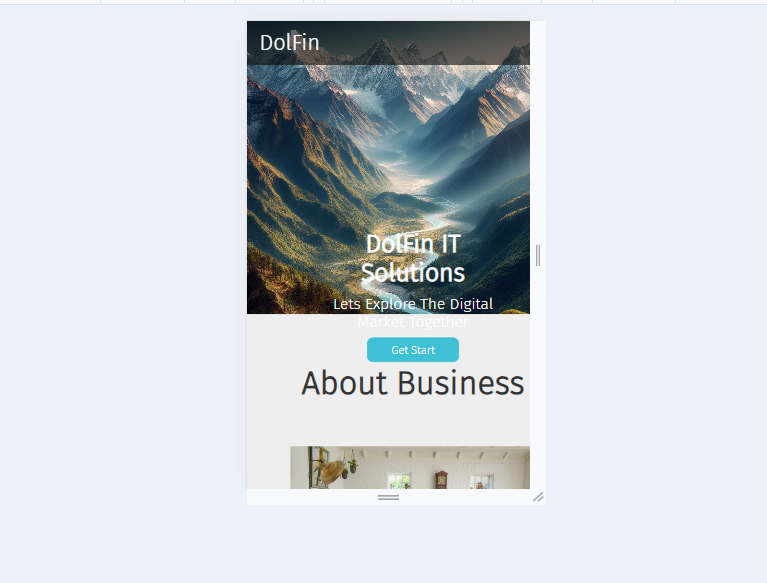 DolFin
DolFin IT
Solutions
Lets Explore The Digital
Market Together
Get Start
About Business